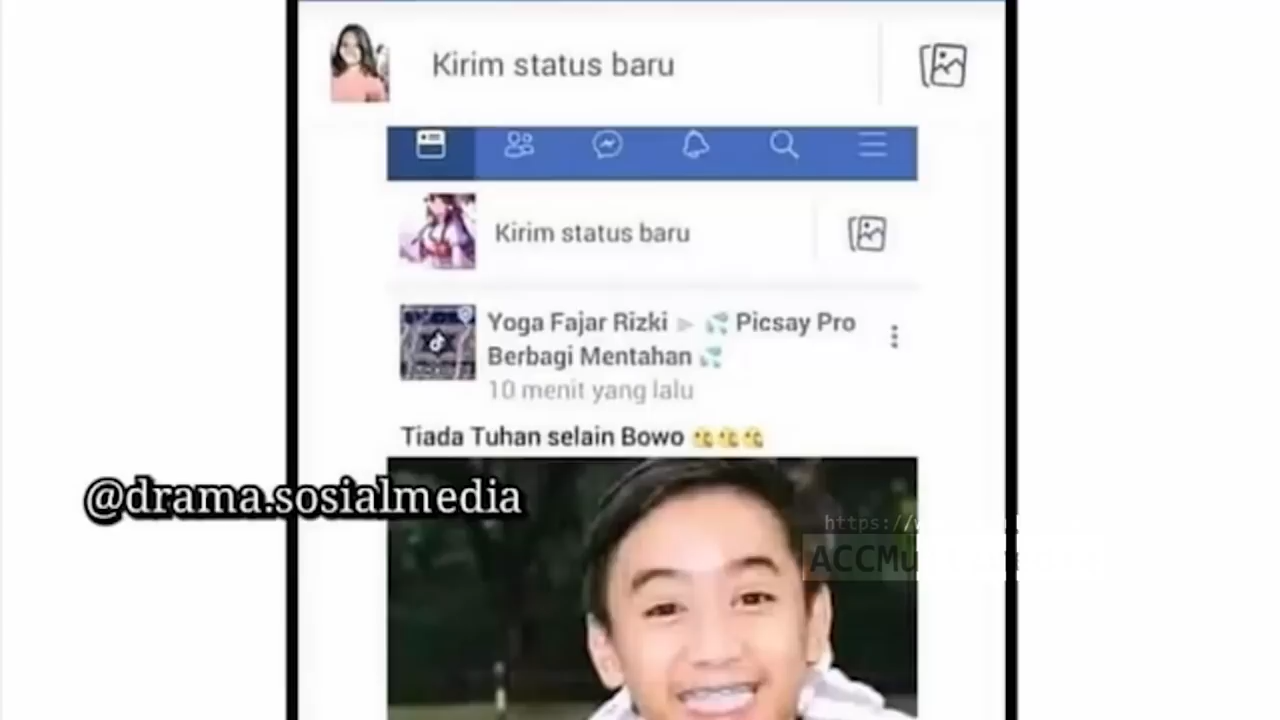 Kirim status baru
Kirim status baru
Yoga Fajar Rizki ▶ 💦 Picsay Pro
Berbagi Mentahan 💦
10 menit yang lalu
Tiada Tuhan selain Bowo
@drama.sosialmedia
https://